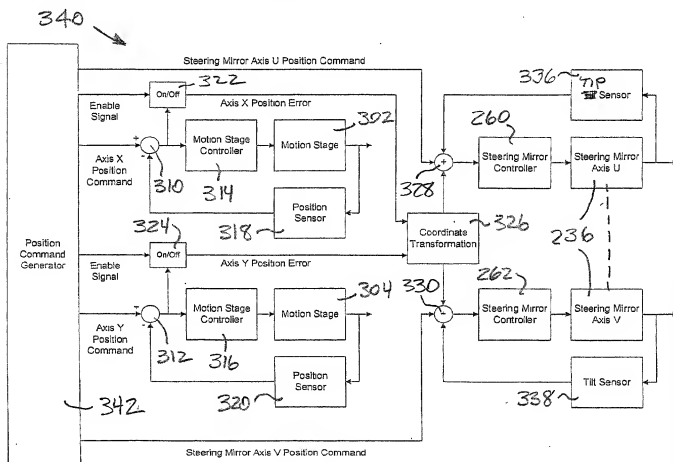 340
Steering Mirror Axis U Position Command
322
336
TIP
Sensor
On/Off
Enable
Signal
Axis X Position Error
302
260
+
-
Axis X
Position
Command
310
Motion Stage
Controller
314
Motion Stage
+
328
Steering Mirror
Controller
Steering Mirror
Axis U
324
318
Position
Sensor
Coordinate
Transformation
326
236
Position
Command
Generator
On/Off
Enable
Signal
Axis Y Position Error
304
330
262
-
-
Axis Y
Position
Command
312
Motion Stage
Controller
316
Motion Stage
-
Steering Mirror
Controller
Steering Mirror
Axis V
320
Position
Sensor
338
Tilt Sensor
342
Steering Mirror Axis V Position Command